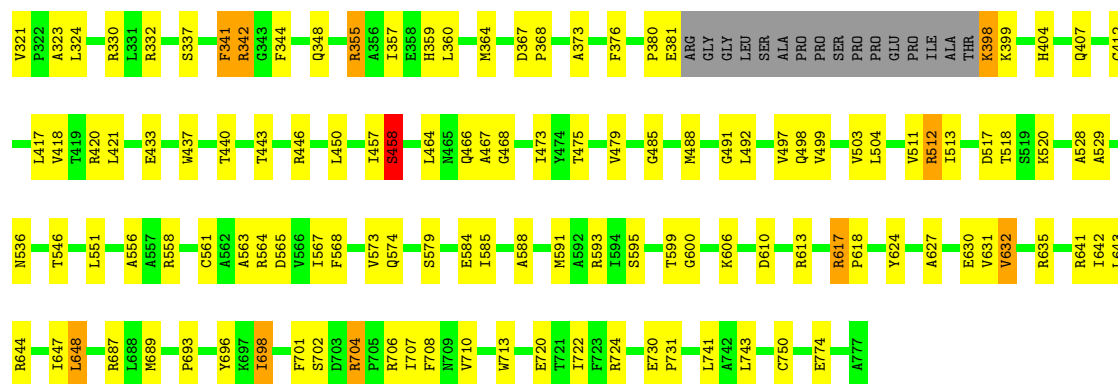 V321 P322 A323 L324 R330 L331 R332 S337 F341 R342 G343 F344 Q348 R355 A356 I357 E358 H359 L360 M364 D367 P368 A373 F376 P380 E381 ARG GLY GLY LEU SER ALA PRO PRO SER PRO PRO GLU PRO ILE ALA THR K398 K399 H404 Q407
L417 V418 T419 R420 L421 E433 W437 T440 T443 R446 L450 I457 S458 L464 N465 Q466 A467 G468 I473 Y474 T475 V479 G485 M488 G491 L492 V497 Q498 V499 V503 L504 V511 R512 I513 D517 T518 S519 K520 A528 A529
N536 T546 L551 A556 A557 R558 C561 A562 A563 R564 D565 V566 I567 F568 V573 Q574 S579 E584 I585 A588 M591 A592 R593 I594 S595 T599 G600 K606 D610 R613 R617 P618 Y624 A627 E630 V631 V632 R635 R641 I642
R644 I647 L648 R687 L688 M689 P693 Y696 K697 I698 F701 S702 D703 R704 P705 R706 I707 F708 N709 V710 W713 E720 T721 I722 F723 R724 E730 P731 L741 A742 L743 C750 E774 A777